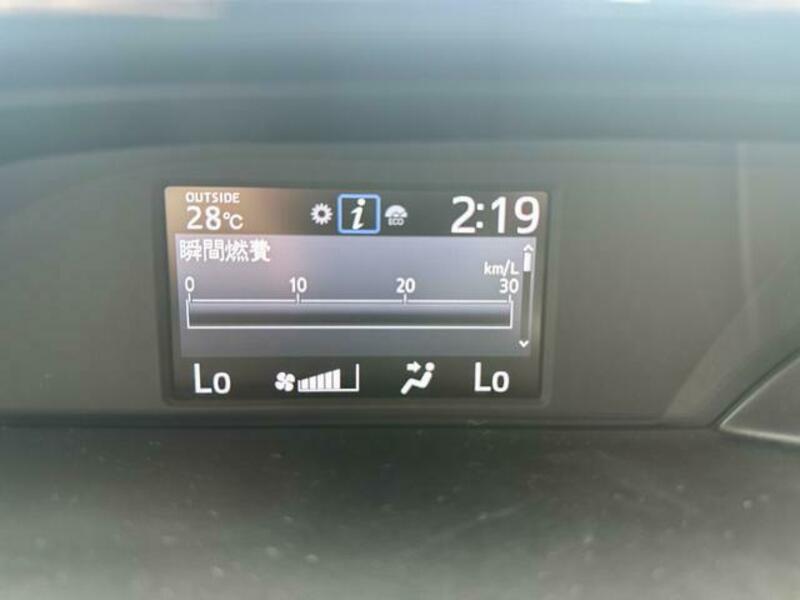 OUTSIDE
28℃
i
ECO
2:19
瞬間燃費
km/L
0 10 20 30
Lo Lo